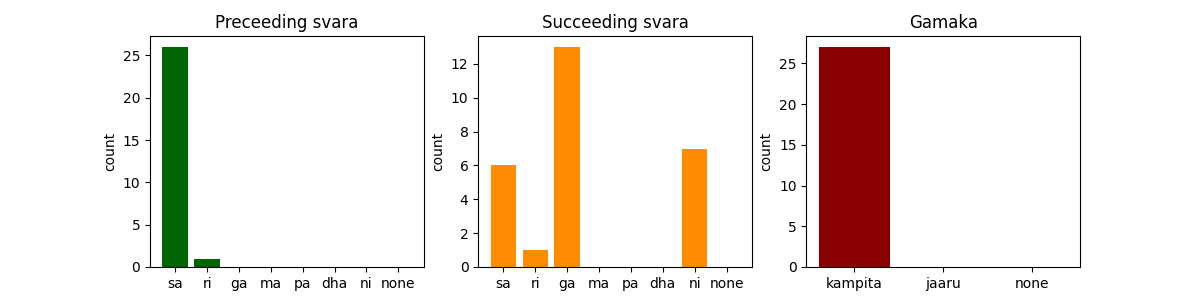 Preceeding svara
count
25
20
15
10
5
0
sa ri ga ma pa dha ni none
Succeeding svara
count
12
10
8
6
4
2
0
sa ri ga ma pa dha ni none
Gamaka
count
25
20
15
10
5
0
kampita jaaru none